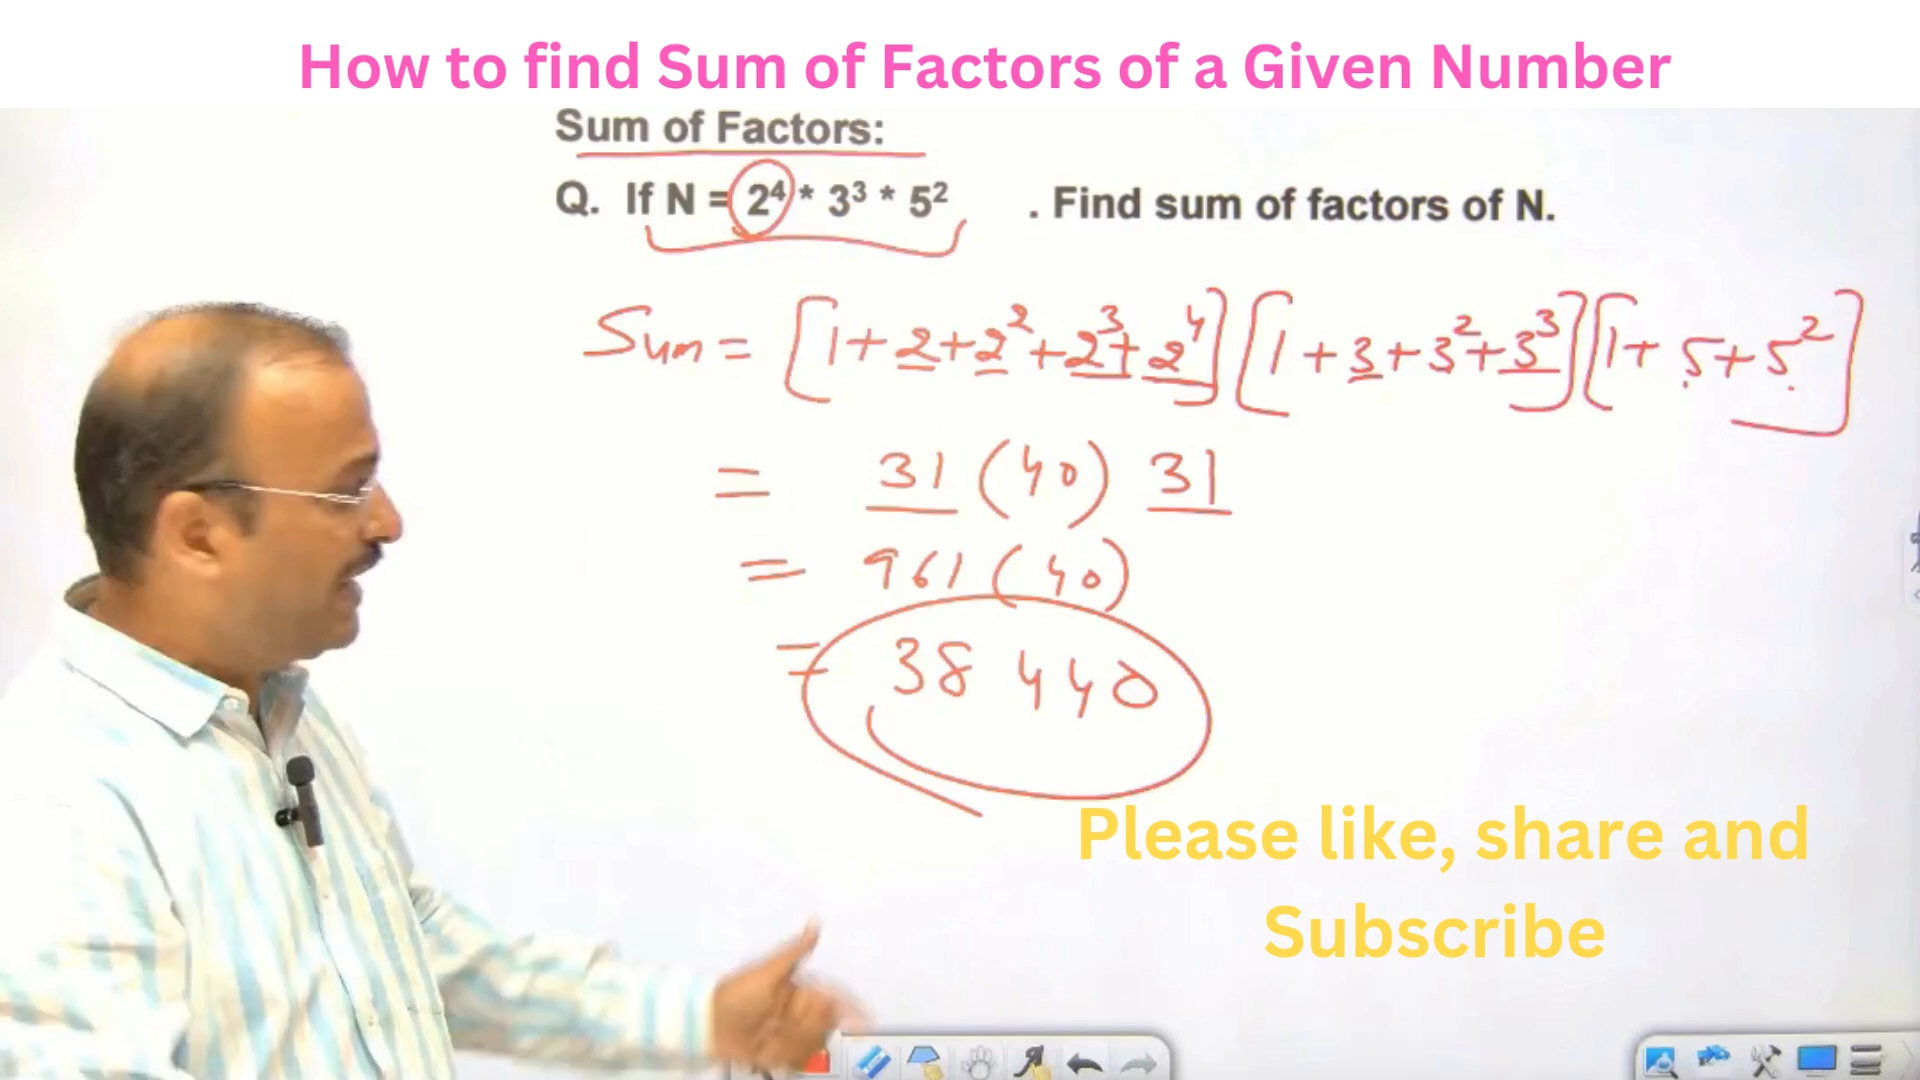 How to find Sum of Factors of a Given Number
Sum of Factors:
Q. If N = 2⁴ * 3³ * 5² . Find sum of factors of N.
Sum = [1+2+2²+2³+2⁴][1+3+3²+3³][1+5+5²]
= 31 (40) 31
= 961 (40)
= 38 440
Please like, share and
Subscribe